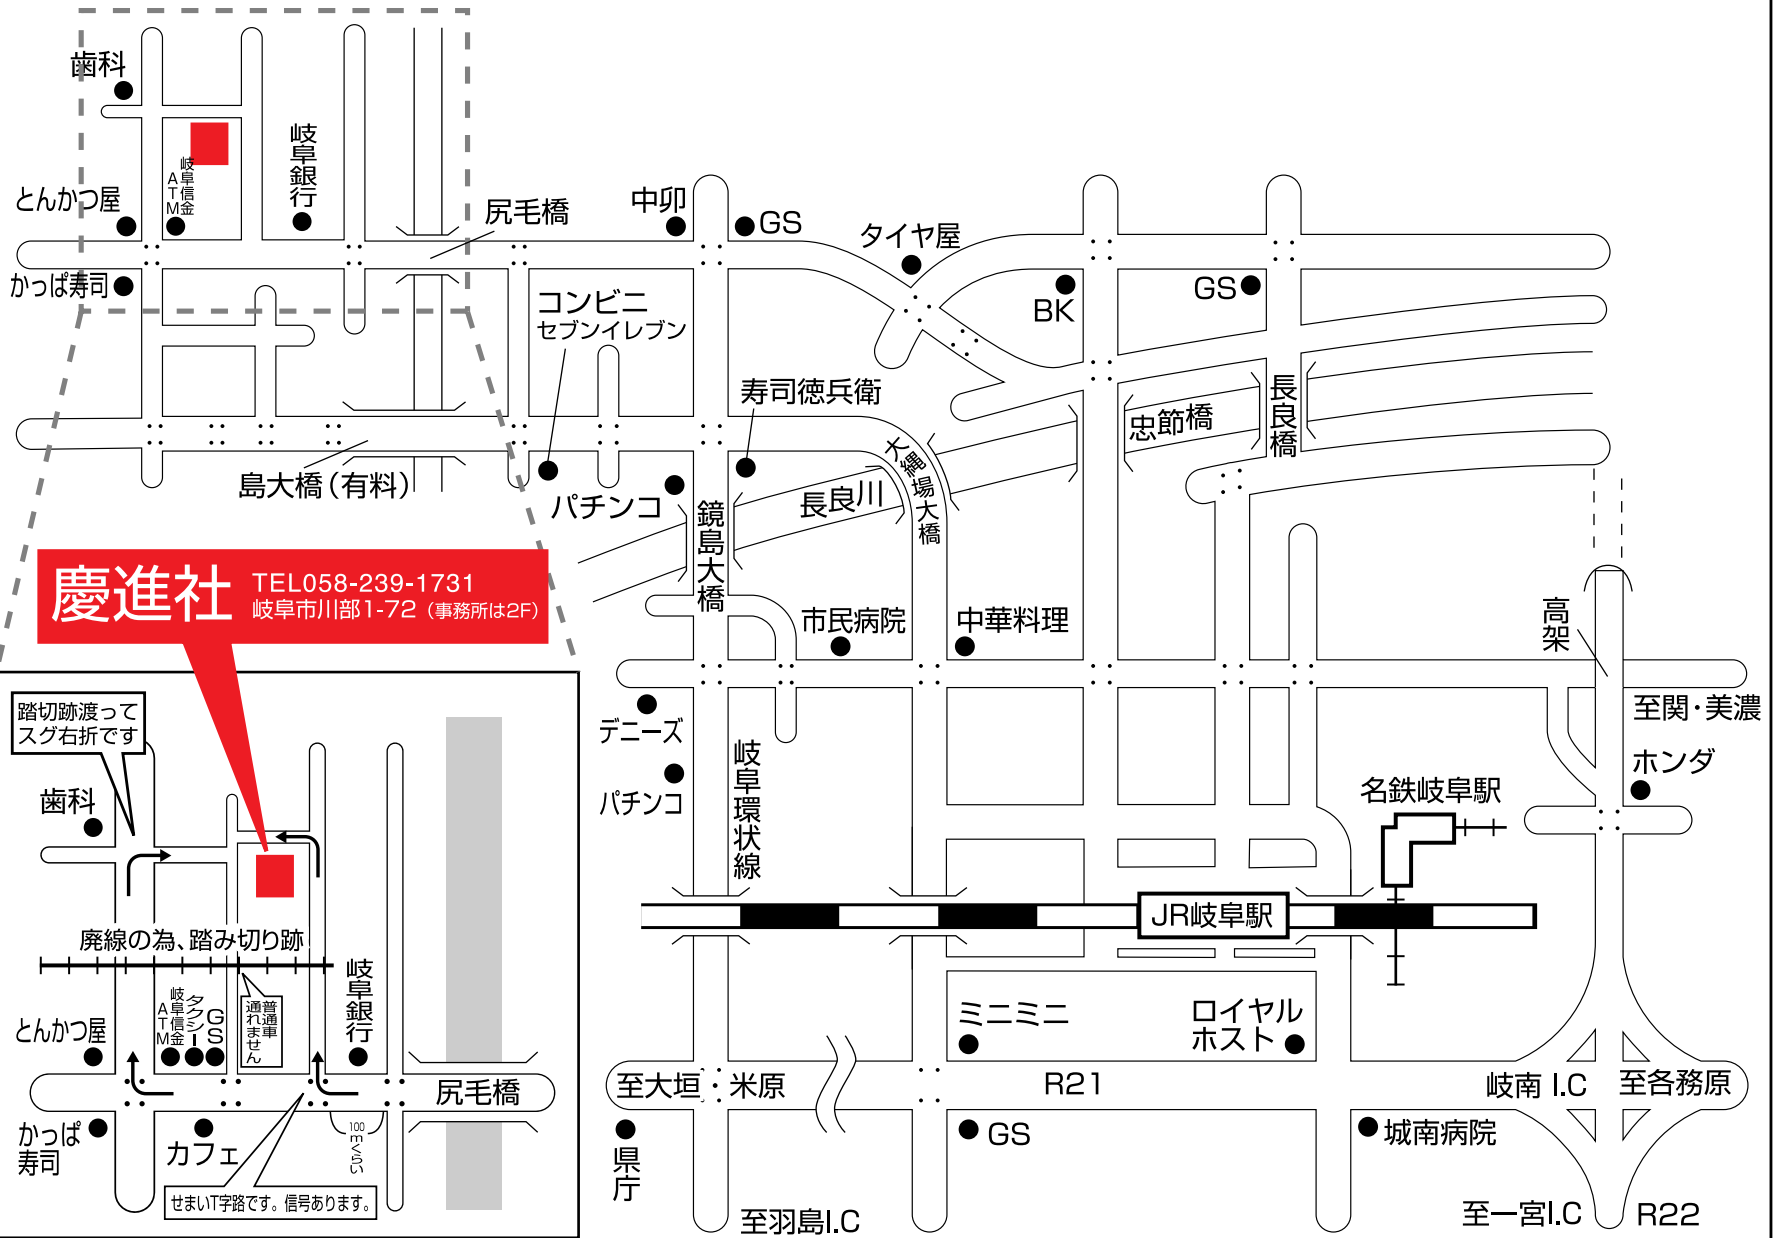 歯科
岐阜信金
ATM
岐阜銀行
とんかつ屋
かっぱ寿司
尻毛橋
中卯
GS
タイヤ屋
BK
GS
コンビニ
セブンイレブン
寿司徳兵衛
忠節橋
長良橋
大縄場大橋
島大橋(有料)
パチンコ
長良川
鏡島大橋
慶進社
TEL058-239-1731
岐阜市川部1-72(事務所は2F)
市民病院
中華料理
高架
至関・美濃
デニーズ
パチンコ
岐阜環状線
名鉄岐阜駅
ホンダ
JR岐阜駅
ミニミニ
ロイヤル
ホスト
至大垣
米原
R21
岐南 I.C
至各務原
県庁
GS
城南病院
至羽島I.C
至一宮I.C
R22
踏切跡渡って
スグ右折です
歯科
廃線の為、踏み切り跡
とんかつ屋
岐阜信金
ATM
タクシー
GS
普通車
通れません
岐阜銀行
尻毛橋
かっぱ
寿司
カフェ
100mくらい
せまいT字路です。信号あります。